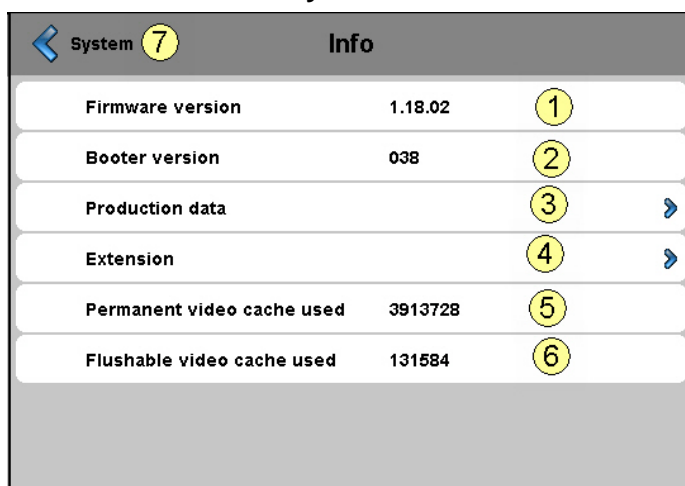 System 7 Info
Firmware version 1.18.02 1
Booter version 038 2
Production data 3
Extension 4
Permanent video cache used 3913728 5
Flushable video cache used 131584 6